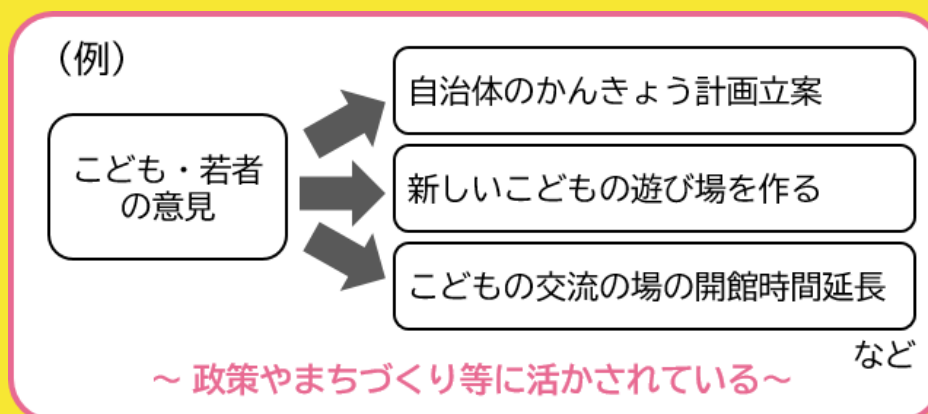 （例）
こども・若者
の意見
自治体のかんきょう計画立案
新しいこどもの遊び場を作る
こどもの交流の場の開館時間延長
など
～ 政策やまちづくり等に活かされている～